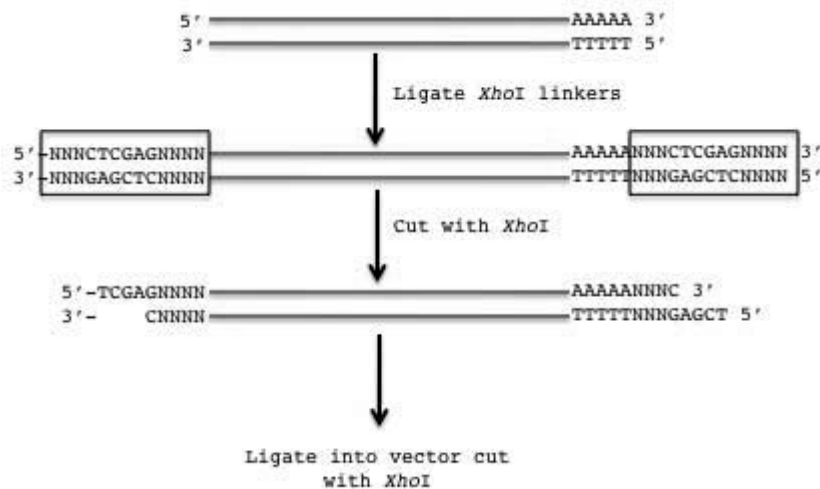 5′ AAAAA 3′
3′ TTTTT 5′
Ligate XhoI linkers
5′-NNNCTCGAGNNNN AAAAANNNCTCGAGNNNN 3′
3′-NNNGAGCTCNNNN TTTTTNNNGAGCTCNNNN 5′
Cut with XhoI
5′-TCGAGNNNN AAAAANNNC 3′
3′- CNNNN TTTTTNNNGAGCT 5′
Ligate into vector cut
with XhoI